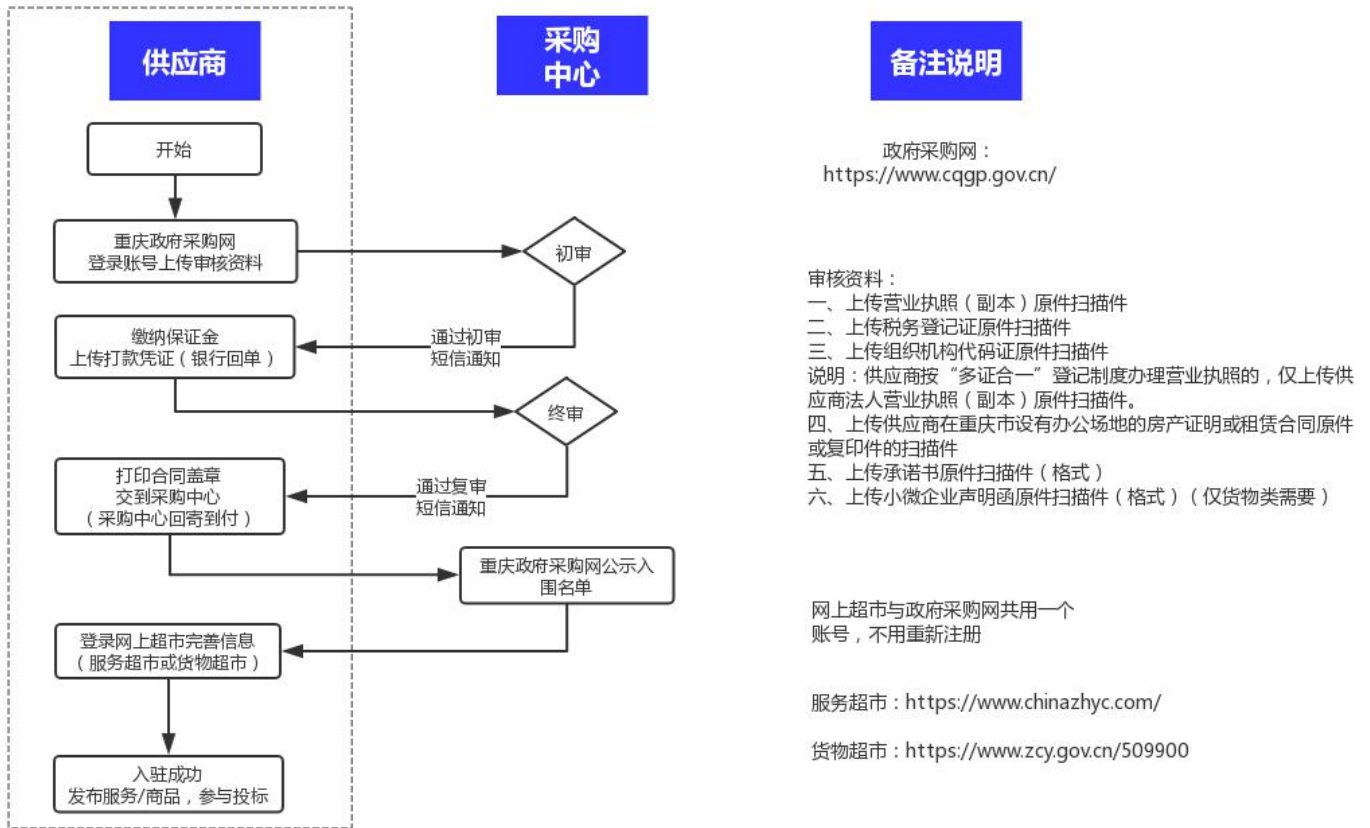 供应商
采购
中心
备注说明
开始
政府采购网：
https://www.cqgp.gov.cn/
重庆政府采购网
登录账号上传审核资料
初审
缴纳保证金
上传打款凭证（银行回单）
通过初审
短信通知
终审
打印合同盖章
交到采购中心
（采购中心回寄到付）
通过复审
短信通知
重庆政府采购网公示入
围名单
登录网上超市完善信息
（服务超市或货物超市）
入驻成功
发布服务/商品，参与投标
审核资料：
一、上传营业执照（副本）原件扫描件
二、上传税务登记证原件扫描件
三、上传组织机构代码证原件扫描件
说明：供应商按“多证合一”登记制度办理营业执照的，仅上传供
应商法人营业执照（副本）原件扫描件。
四、上传供应商在重庆市设有办公场地的房产证明或租赁合同原件
或复印件的扫描件
五、上传承诺书原件扫描件（格式）
六、上传小微企业声明函原件扫描件（格式）（仅货物类需要）
网上超市与政府采购网共用一个
账号，不用重新注册
服务超市：https://www.chinazhyc.com/
货物超市：https://www.zcy.gov.cn/509900